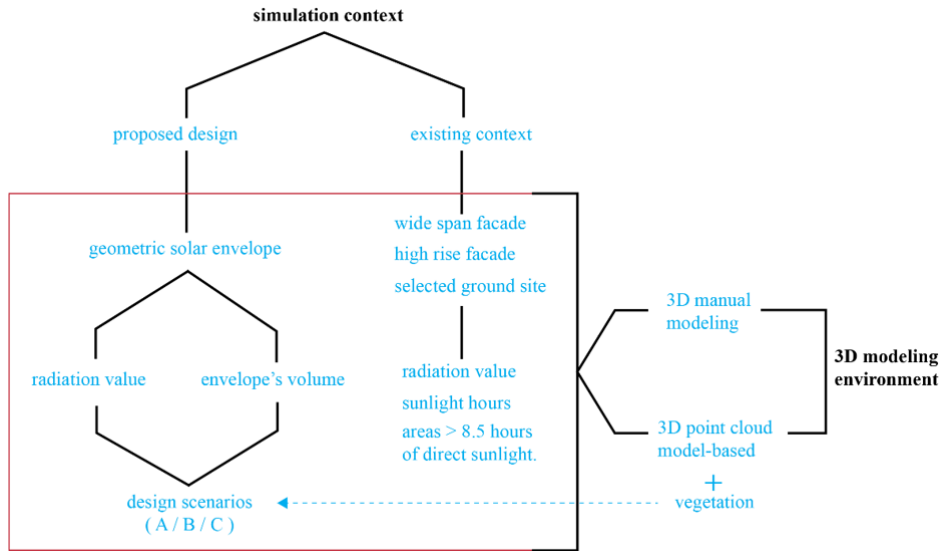 simulation context
proposed design
existing context
geometric solar envelope
radiation value
envelope’s volume
design scenarios
( A / B / C )
wide span facade
high rise facade
selected ground site
radiation value
sunlight hours
areas > 8.5 hours
of direct sunlight.
3D manual
modeling
3D point cloud
model-based
+
vegetation
3D modeling
environment